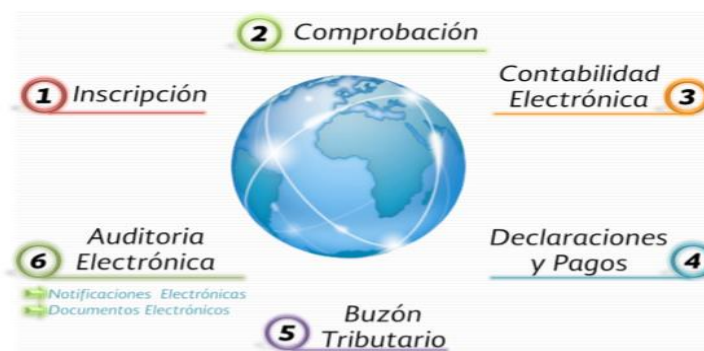 1 Inscripción
2 Comprobación
Contabilidad
Electrónica 3
Declaraciones
y Pagos 4
5 Buzón
Tributario
6 Auditoria
Electrónica
Notificaciones Electrónicas
Documentos Electrónicos